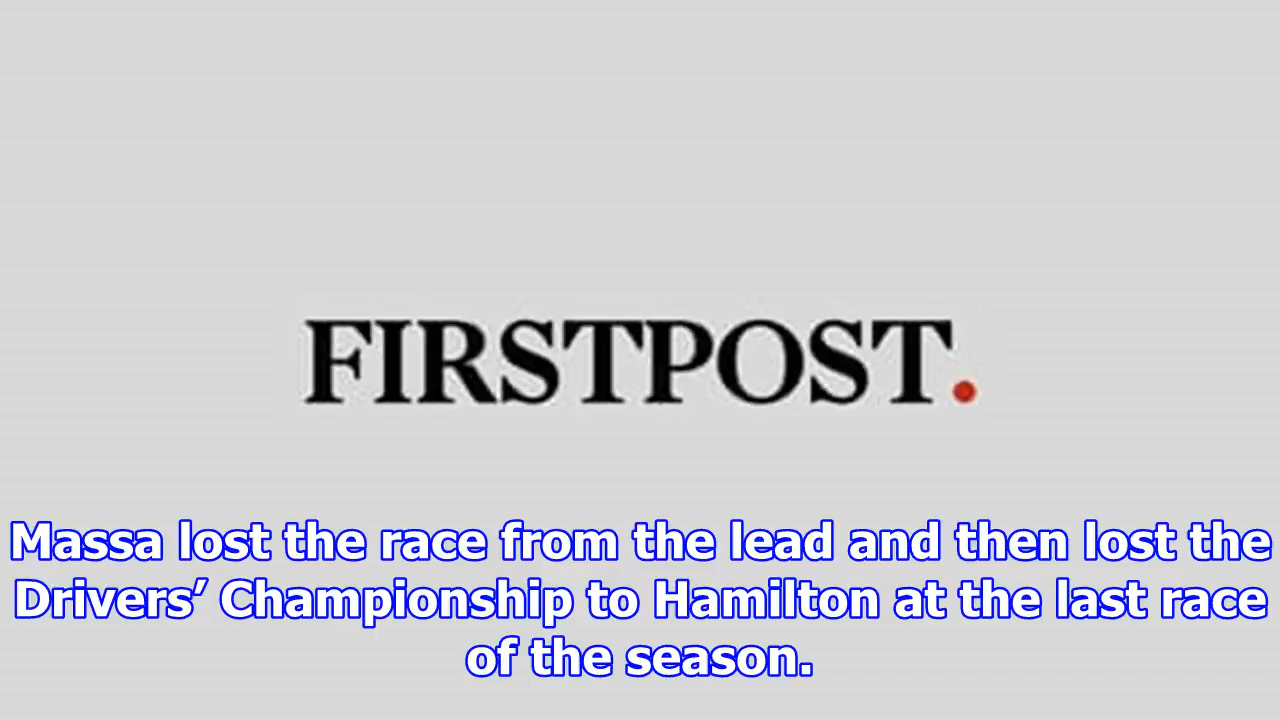 FIRSTPOST.
Massa lost the race from the lead and then lost the
Drivers’ Championship to Hamilton at the last race
of the season.